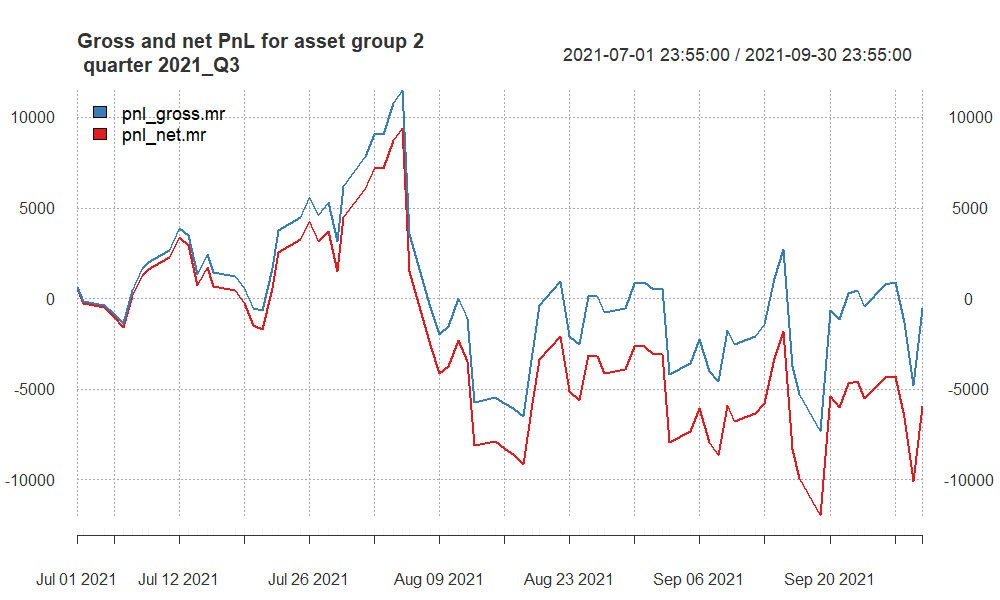 Gross and net PnL for asset group 2
quarter 2021_Q3
2021-07-01 23:55:00 / 2021-09-30 23:55:00
pnl_gross.mr
pnl_net.mr
10000
5000
0
-5000
-10000
10000
5000
0
-5000
-10000
Jul 01 2021
Jul 12 2021
Jul 26 2021
Aug 09 2021
Aug 23 2021
Sep 06 2021
Sep 20 2021